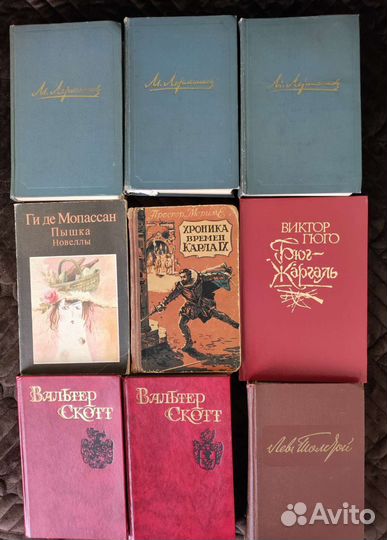 М. Лермонтов
М. Лермонтов
М. Лермонтов
Ги де Мопассан
Пышка
Новеллы
Проспер Мериме
ХРОНИКА
ВРЕМЕН
КАРЛА IX
ВИКТОР
ГЮГО
Бюг-
Жаргаль
ВАЛЬТЕР
СКОТТ
ВАЛЬТЕР
СКОТТ
Левъ Толстой
Avito